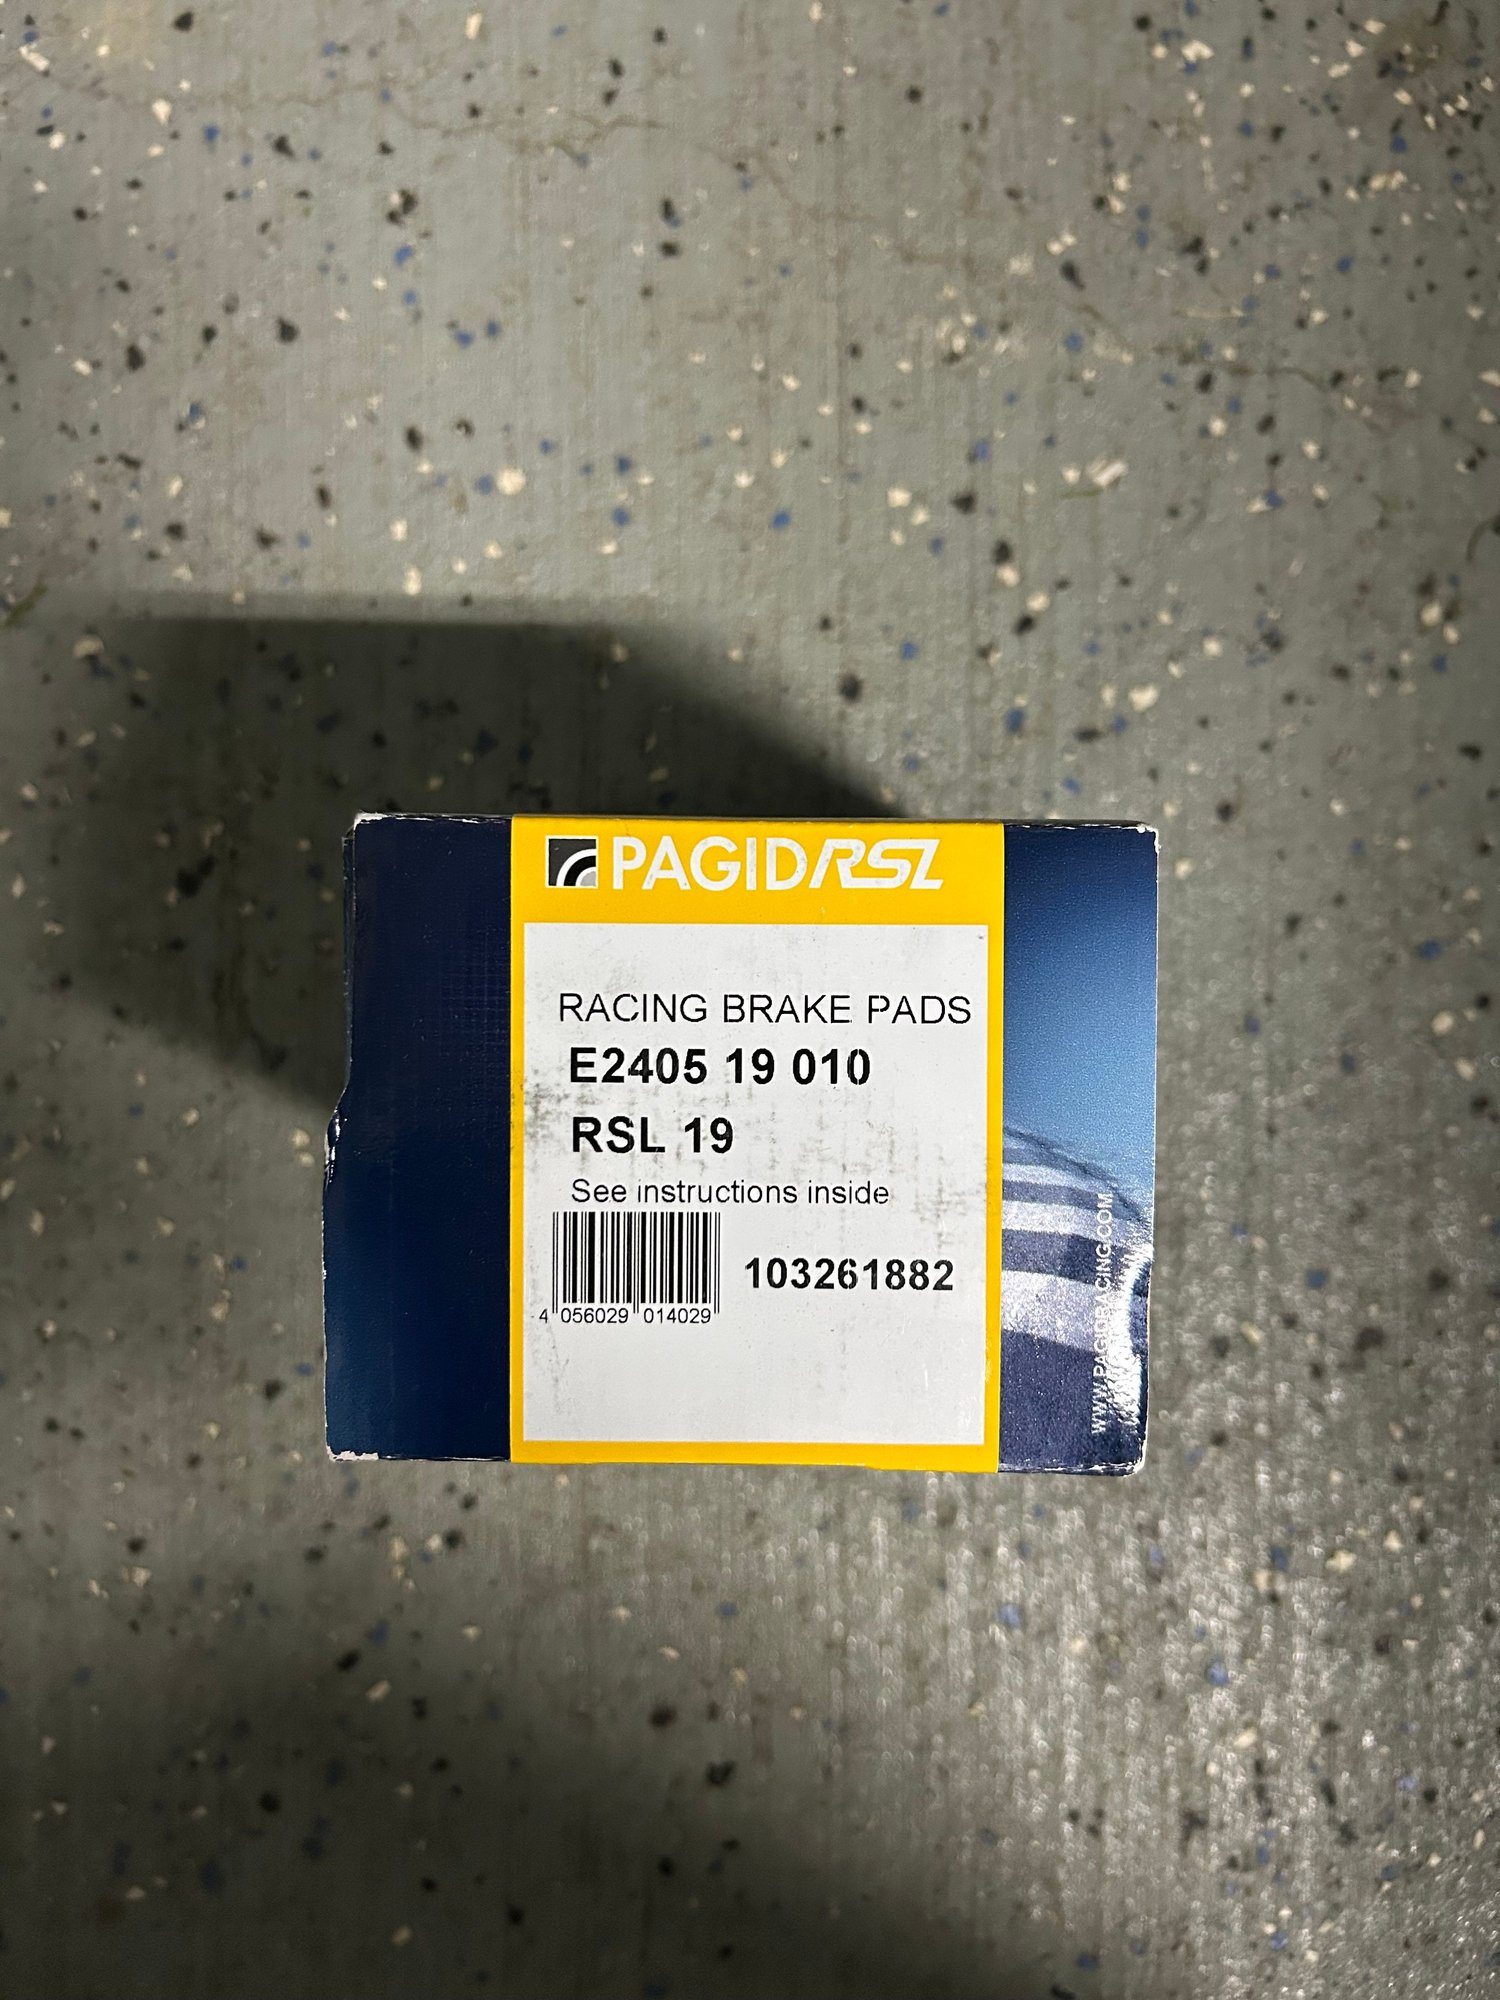 PAGIDRSL
RACING BRAKE PADS
E2405 19 010
RSL 19
See instructions inside
103261882
4 056029 014029
WWW.PAGIDRACING.COM